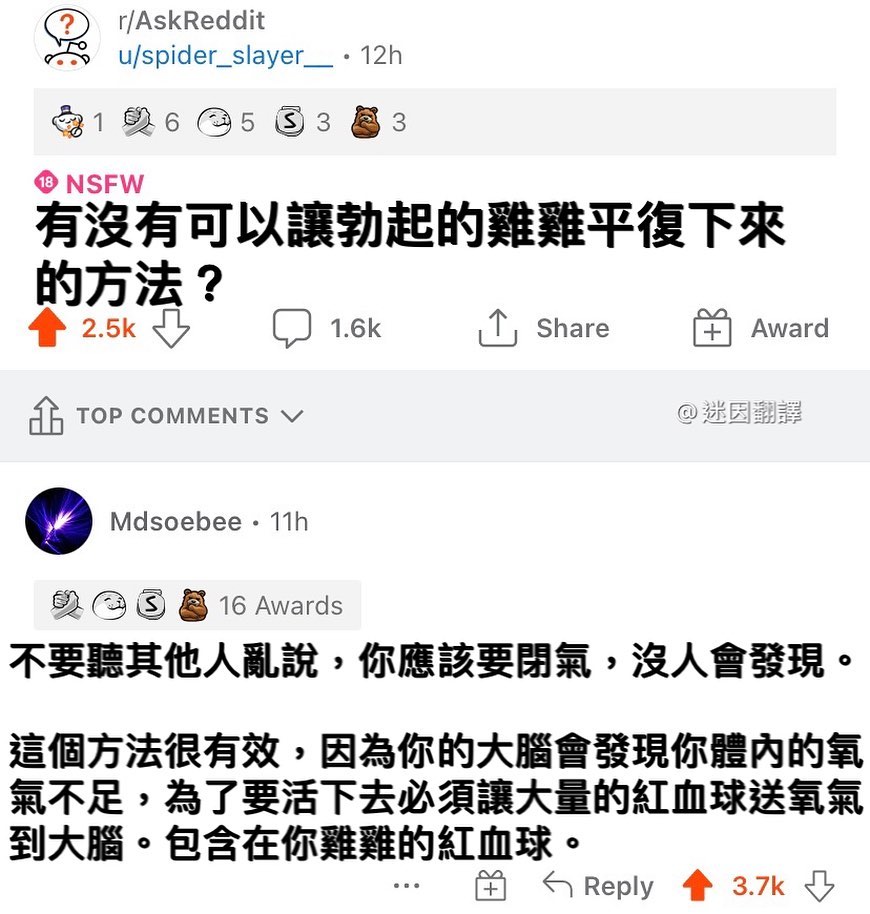 r/AskReddit
u/spider_slayer__ • 12h
1 6 5 S 3 3
18 NSFW
有沒有可以讓勃起的雞雞平復下來
的方法？
2.5k 1.6k Share Award
TOP COMMENTS @迷因翻譯
Mdsoebee • 11h
S 16 Awards
不要聽其他人亂說，你應該要閉氣，沒人會發現。
這個方法很有效，因為你的大腦會發現你體內的氧
氣不足，為了要活下去必須讓大量的紅血球送氧氣
到大腦。包含在你雞雞的紅血球。
... Reply 3.7k